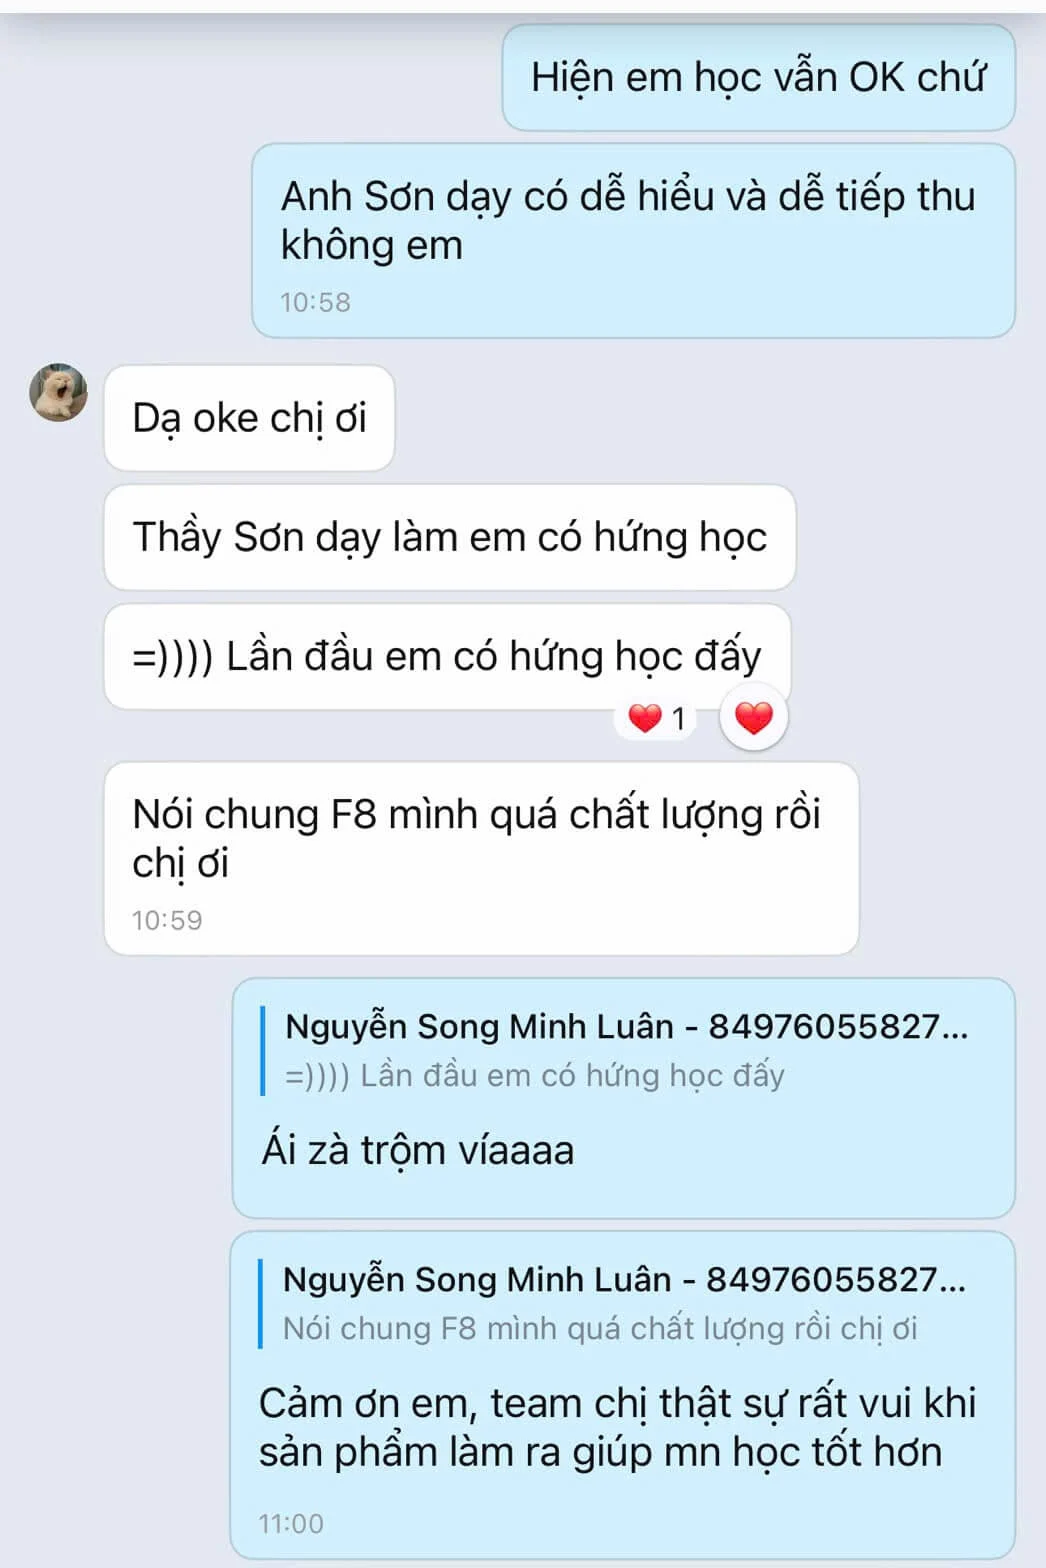 Hiện em học vẫn OK chứ
Anh Sơn dạy có dễ hiểu và dễ tiếp thu
không em
10:58
Dạ oke chị ơi
Thầy Sơn dạy làm em có hứng học
=)))) Lần đầu em có hứng học đấy
1
Nói chung F8 mình quá chất lượng rồi
chị ơi
10:59
Nguyễn Song Minh Luân - 84976055827...
=)))) Lần đầu em có hứng học đấy
Ái zà trộm víaaaa
Nguyễn Song Minh Luân - 84976055827...
Nói chung F8 mình quá chất lượng rồi chị ơi
Cảm ơn em, team chị thật sự rất vui khi
sản phẩm làm ra giúp mn học tốt hơn
11:00